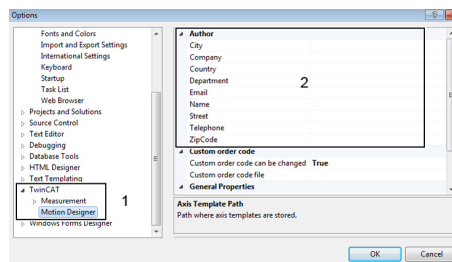 Options
Fonts and Colors
Import and Export Settings
International Settings
Keyboard
Startup
Task List
Web Browser
Projects and Solutions
Source Control
Text Editor
Debugging
Database Tools
HTML Designer
Text Templating
TwinCAT
Measurement
Motion Designer
Windows Forms Designer
1
Author
City
Company
Country
Department
Email
Name
Street
Telephone
ZipCode
2
Custom order code
Custom order code can be changed True
Custom order code file
General Properties
Axis Template Path
Path where axis templates are stored.
OK Cancel